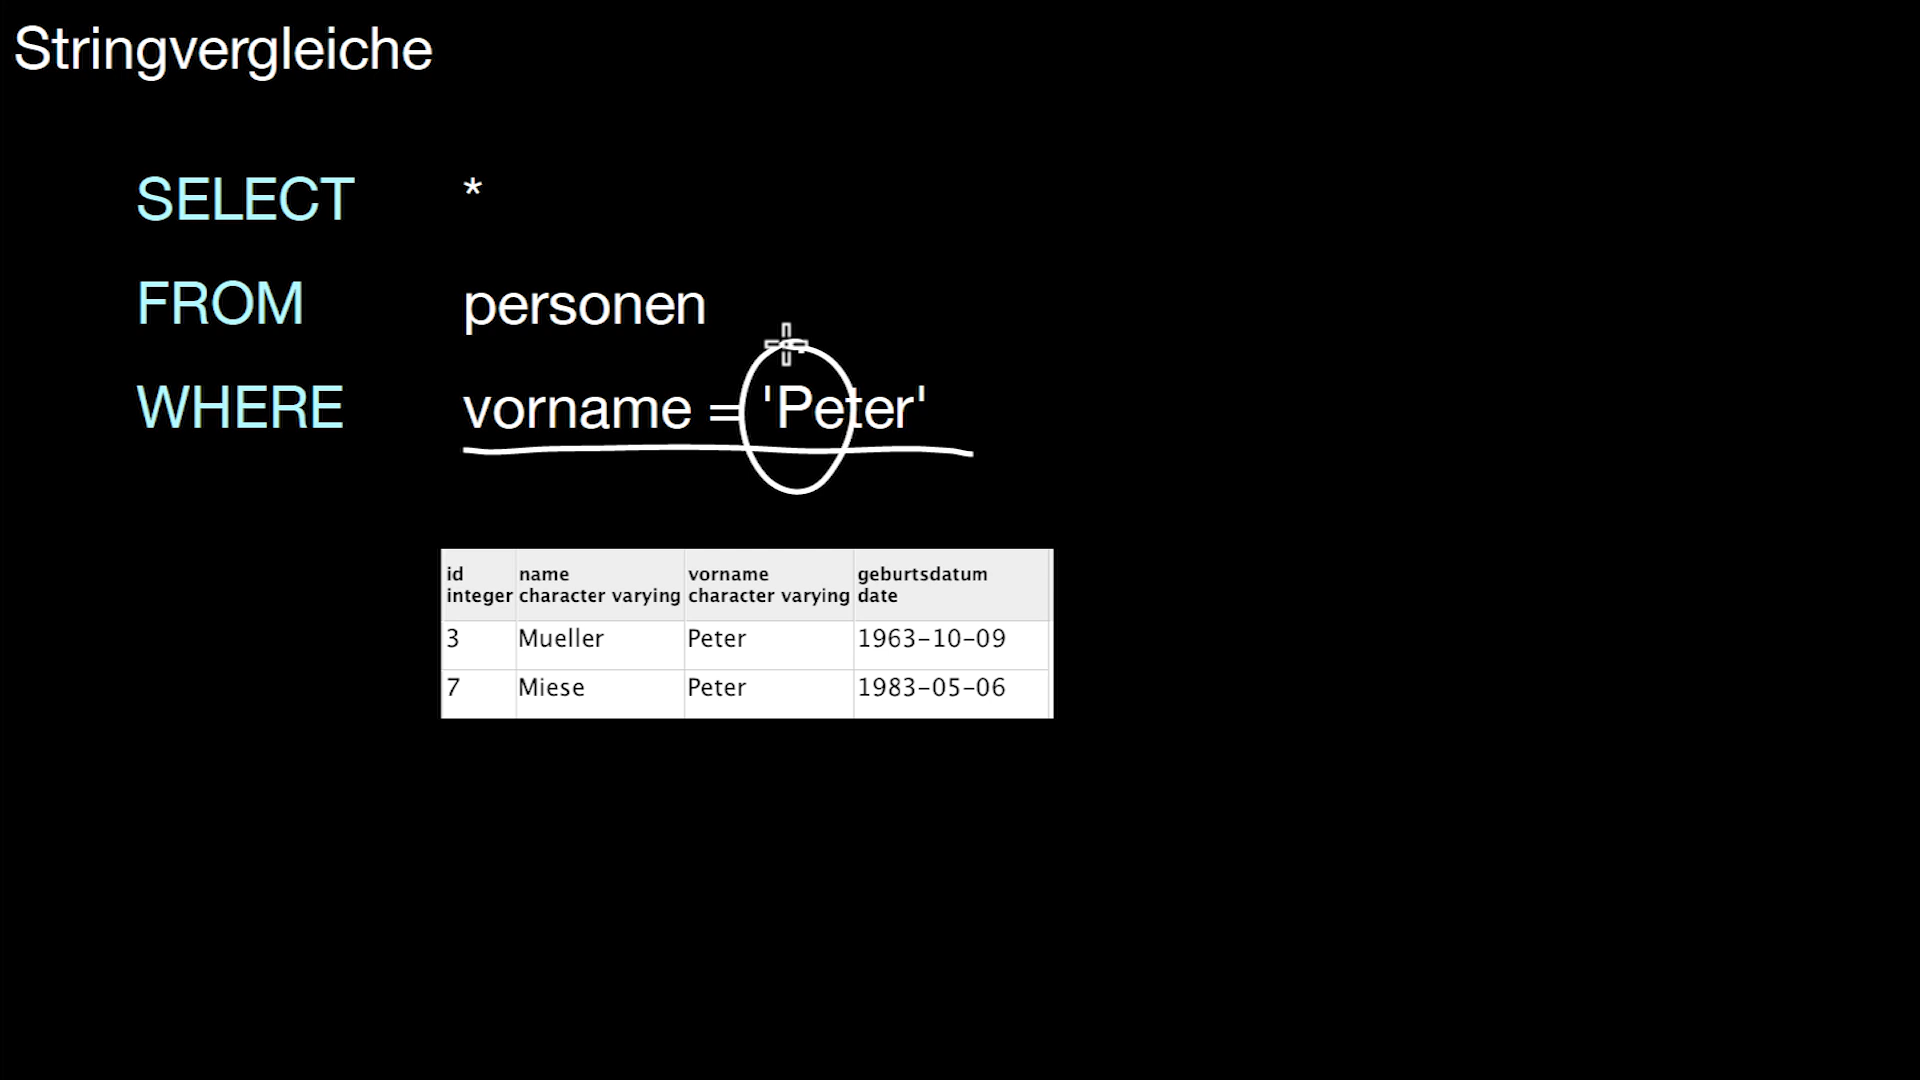 Stringvergleiche
SELECT *
FROM personen
WHERE vorname = 'Peter'
id name vorname geburtsdatum
integer character varying character varying date
3 Mueller Peter 1963-10-09
7 Miese Peter 1983-05-06